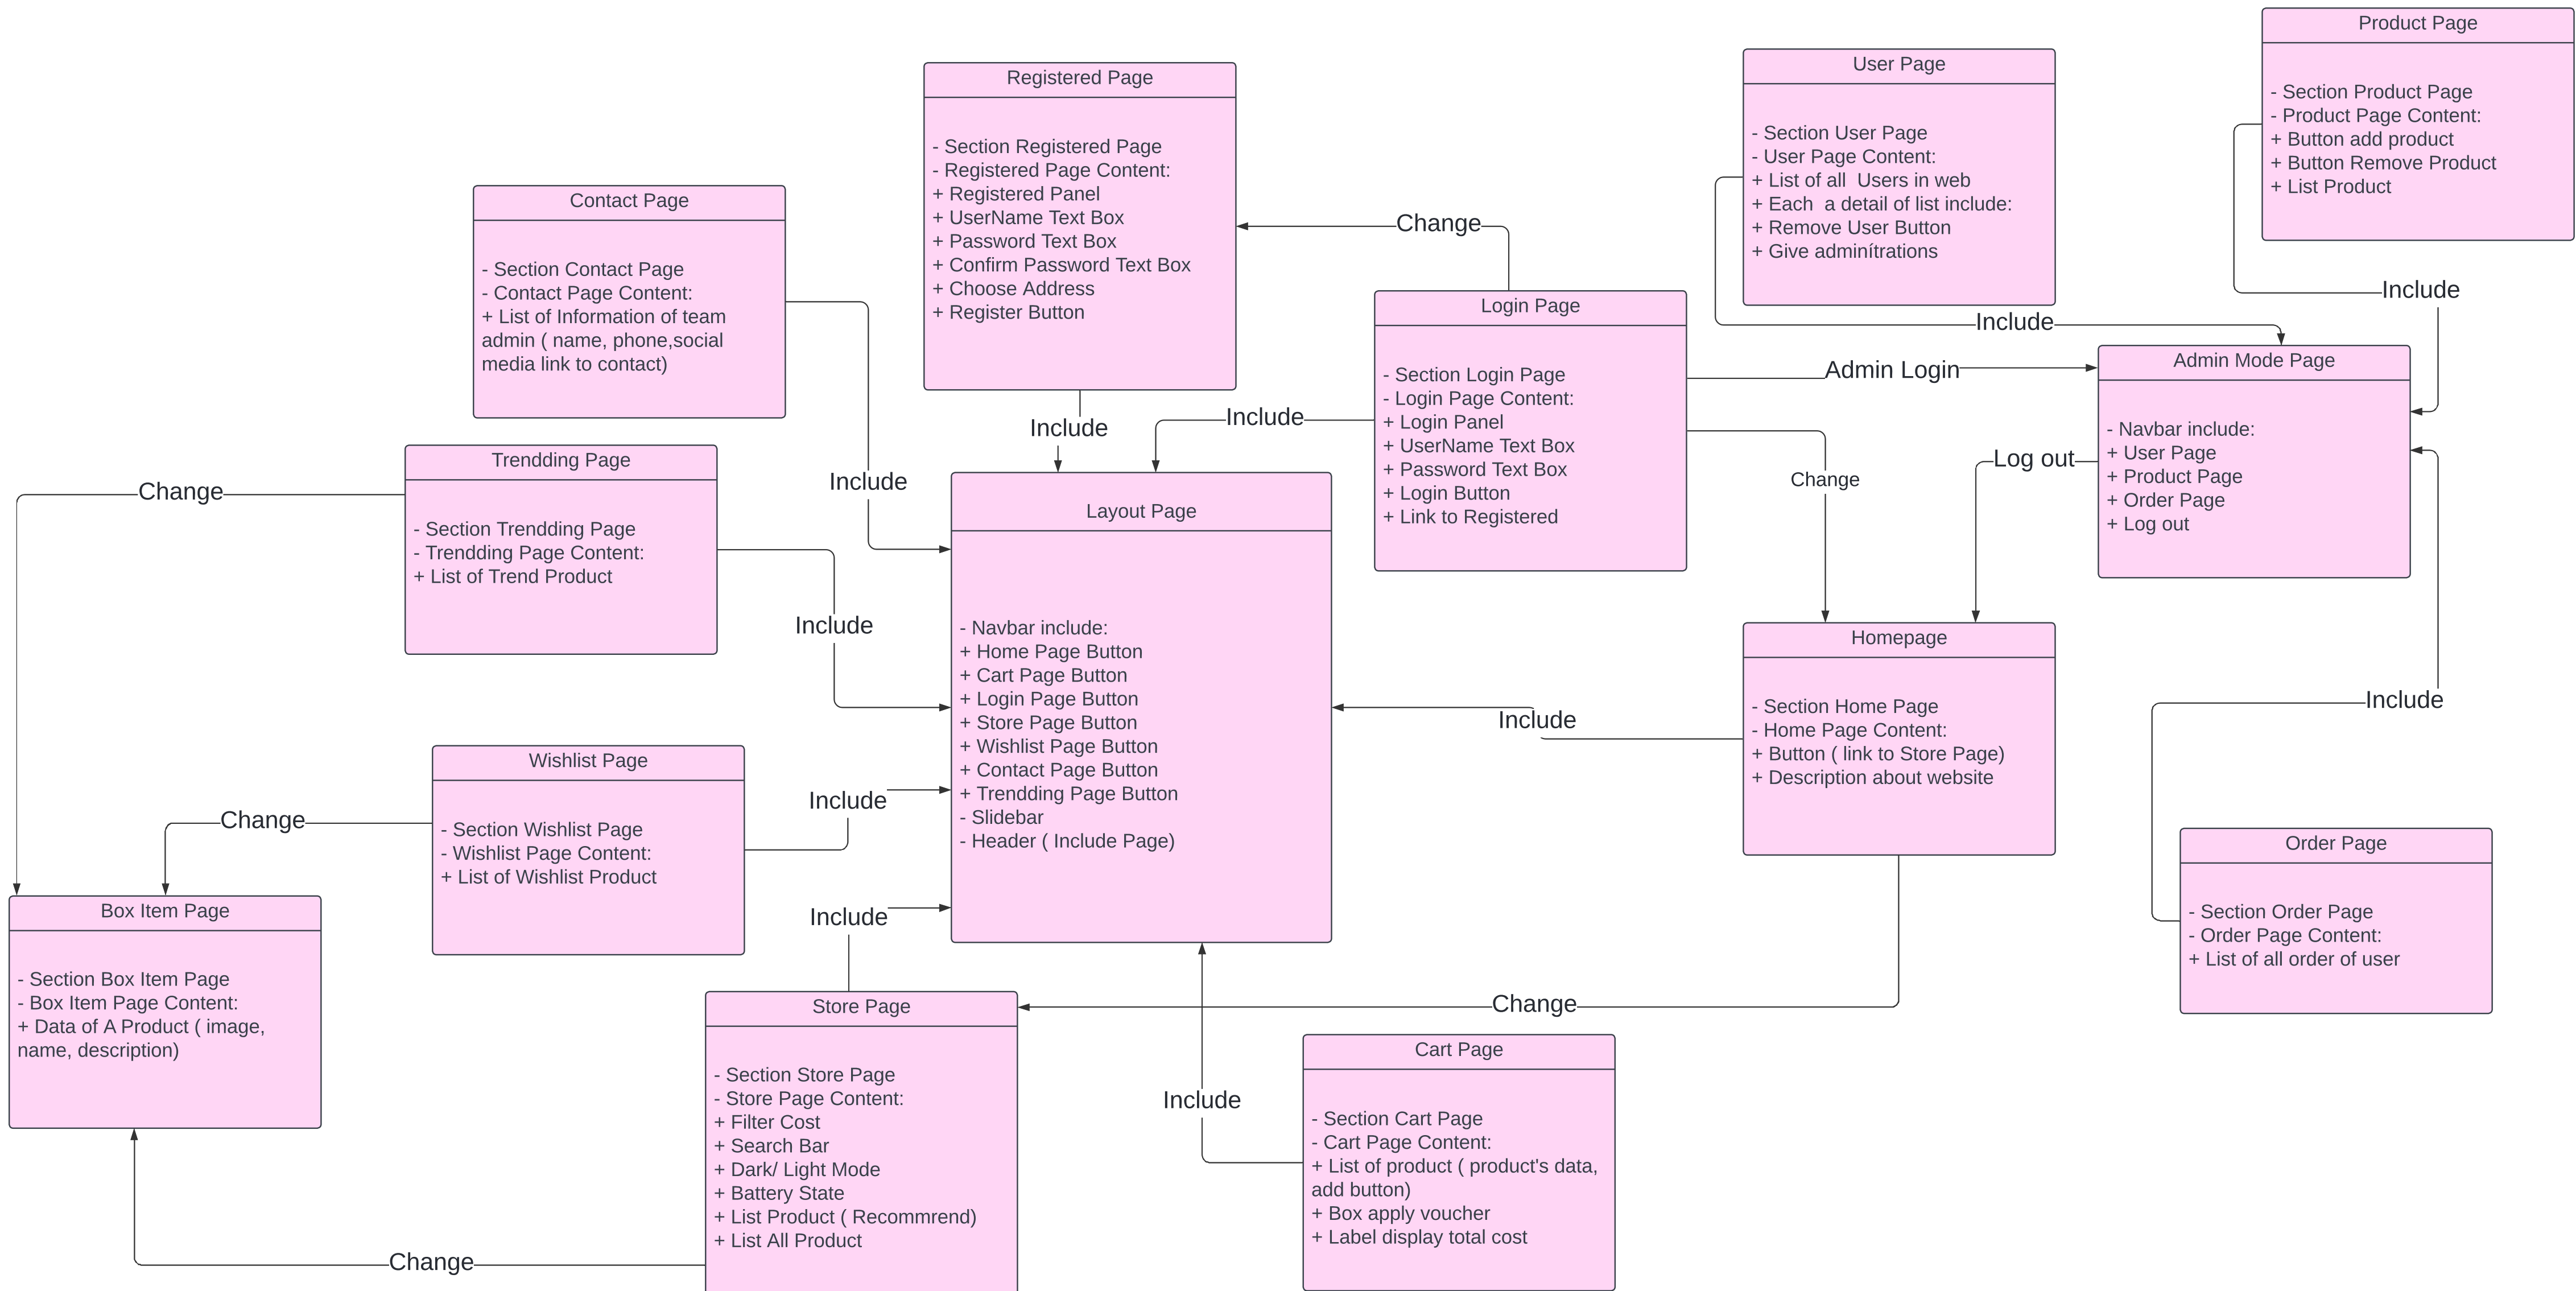 Product Page
- Section Product Page
- Product Page Content:
+ Button add product
+ Button Remove Product
+ List Product
User Page
- Section User Page
- User Page Content:
+ List of all  Users in web
+ Each  a detail of list include:
+ Remove User Button
+ Give adminítrations
Registered Page
- Section Registered Page
- Registered Page Content:
+ Registered Panel
+ UserName Text Box
+ Password Text Box
+ Confirm Password Text Box
+ Choose Address
+ Register Button
Contact Page
- Section Contact Page
- Contact Page Content:
+ List of Information of team
admin ( name, phone,social
media link to contact)
Change
Include
Include
Login Page
- Section Login Page
- Login Page Content:
+ Login Panel
+ UserName Text Box
+ Password Text Box
+ Login Button
+ Link to Registered
Admin Login
Admin Mode Page
- Navbar include:
+ User Page
+ Product Page
+ Order Page
+ Log out
Include
Include
Log out
Change
Include
Trendding Page
- Section Trendding Page
- Trendding Page Content:
+ List of Trend Product
Change
Include
Layout Page
- Navbar include:
+ Home Page Button
+ Cart Page Button
+ Login Page Button
+ Store Page Button
+ Wishlist Page Button
+ Contact Page Button
+ Trendding Page Button
- Slidebar
- Header ( Include Page)
Include
Homepage
- Section Home Page
- Home Page Content:
+ Button ( link to Store Page)
+ Description about website
Include
Wishlist Page
- Section Wishlist Page
- Wishlist Page Content:
+ List of Wishlist Product
Change
Include
Order Page
- Section Order Page
- Order Page Content:
+ List of all order of user
Box Item Page
- Section Box Item Page
- Box Item Page Content:
+ Data of A Product ( image,
name, description)
Include
Store Page
- Section Store Page
- Store Page Content:
+ Filter Cost
+ Search Bar
+ Dark/ Light Mode
+ Battery State
+ List Product ( Recommrend)
+ List All Product
Change
Include
Cart Page
- Section Cart Page
- Cart Page Content:
+ List of product ( product's data,
add button)
+ Box apply voucher
+ Label display total cost
Change